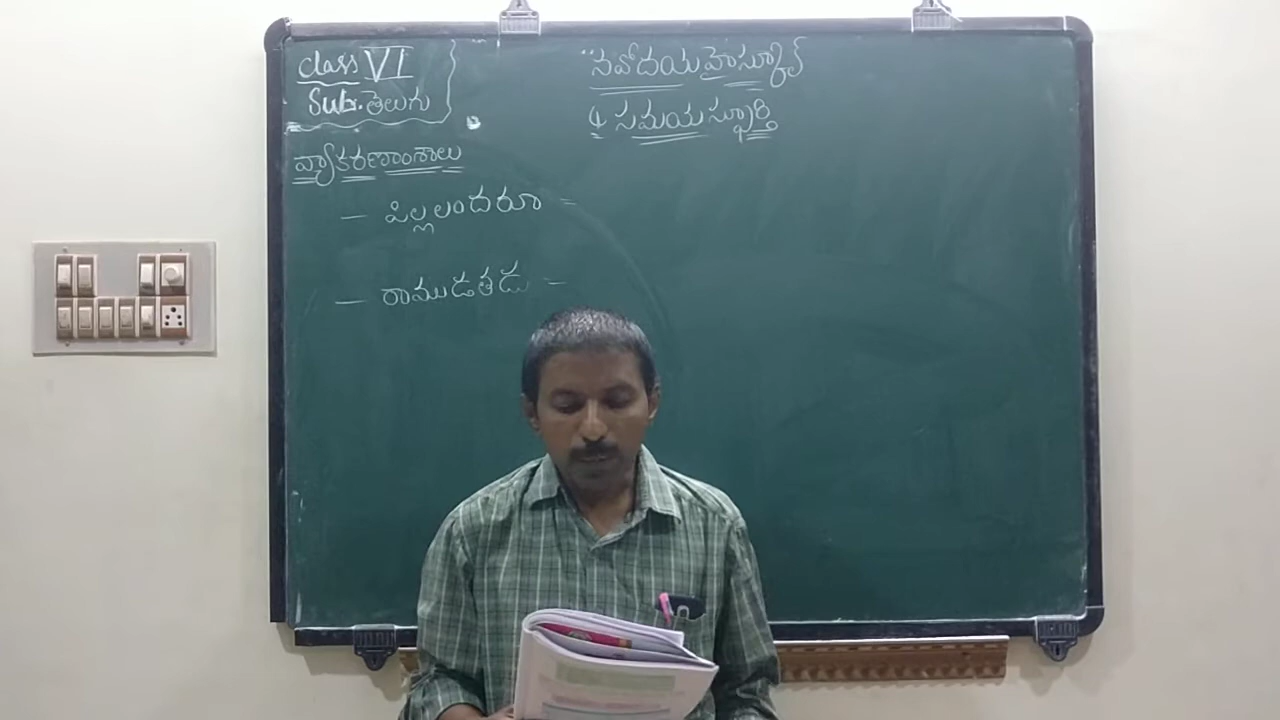 class VI
Sub. తెలుగు
"నవోదయ హైస్కూల్
4 సమయస్ఫూర్తి
వ్యాకరణాంశాలు
— పిల్లలందరూ =
— రాముడతడు =